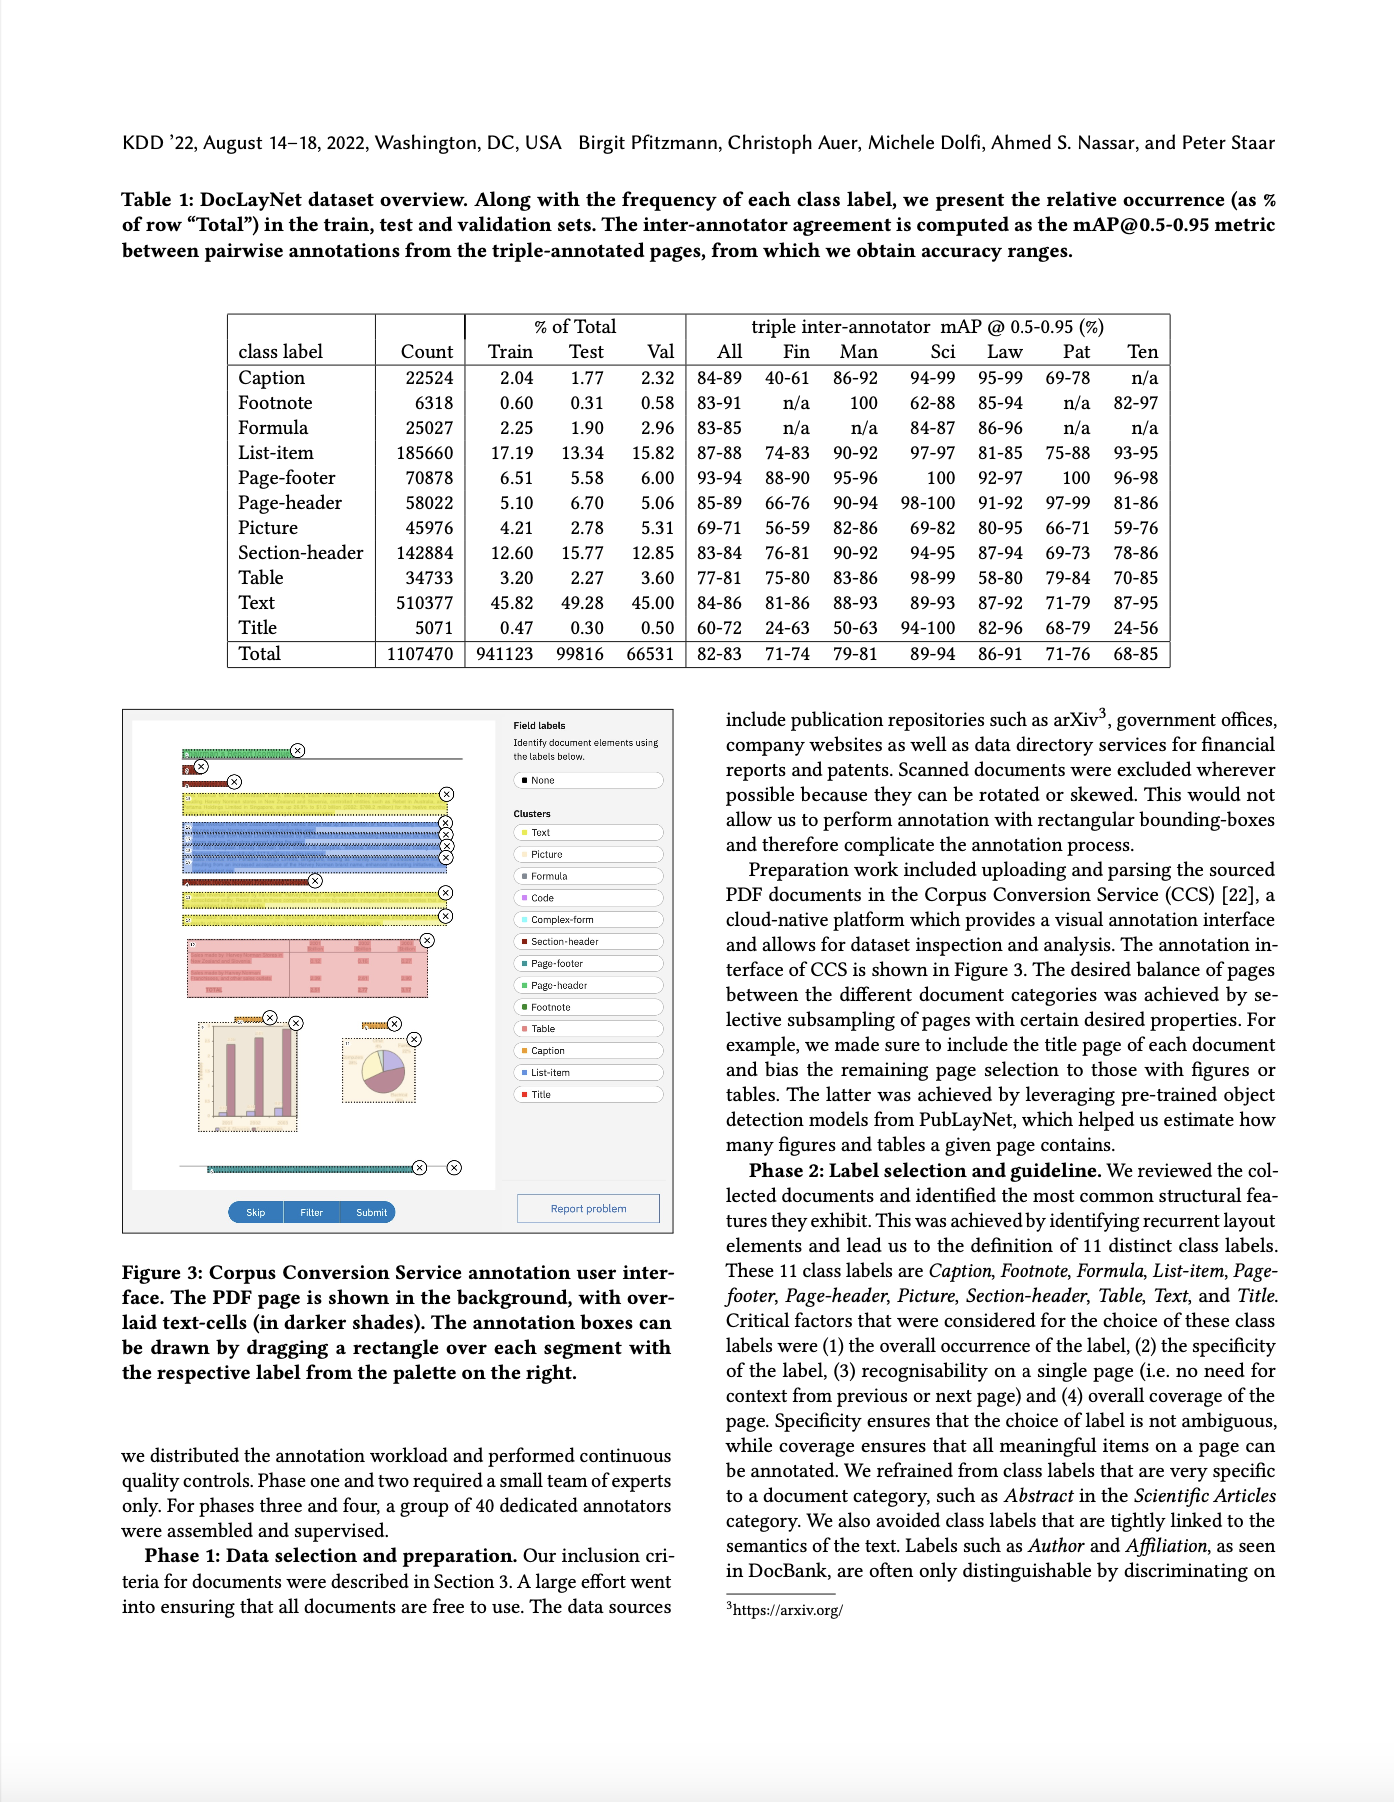 KDD ’22, August 14–18, 2022, Washington, DC, USA Birgit Pfitzmann, Christoph Auer, Michele Dolfi, Ahmed S. Nassar, and Peter Staar
Table 1: DocLayNet dataset overview. Along with the frequency of each class label, we present the relative occurrence (as %
of row “Total”) in the train, test and validation sets. The inter-annotator agreement is computed as the mAP@0.5-0.95 metric
between pairwise annotations from the triple-annotated pages, from which we obtain accuracy ranges.
% of Total triple inter-annotator mAP @ 0.5-0.95 (%)
class label Count Train Test Val All Fin Man Sci Law Pat Ten
Caption 22524 2.04 1.77 2.32 84-89 40-61 86-92 94-99 95-99 69-78 n/a
Footnote 6318 0.60 0.31 0.58 83-91 n/a 100 62-88 85-94 n/a 82-97
Formula 25027 2.25 1.90 2.96 83-85 n/a n/a 84-87 86-96 n/a n/a
List-item 185660 17.19 13.34 15.82 87-88 74-83 90-92 97-97 81-85 75-88 93-95
Page-footer 70878 6.51 5.58 6.00 93-94 88-90 95-96 100 92-97 100 96-98
Page-header 58022 5.10 6.70 5.06 85-89 66-76 90-94 98-100 91-92 97-99 81-86
Picture 45976 4.21 2.78 5.31 69-71 56-59 82-86 69-82 80-95 66-71 59-76
Section-header 142884 12.60 15.77 12.85 83-84 76-81 90-92 94-95 87-94 69-73 78-86
Table 34733 3.20 2.27 3.60 77-81 75-80 83-86 98-99 58-80 79-84 70-85
Text 510377 45.82 49.28 45.00 84-86 81-86 88-93 89-93 87-92 71-79 87-95
Title 5071 0.47 0.30 0.50 60-72 24-63 50-63 94-100 82-96 68-79 24-56
Total 1107470 941123 99816 66531 82-83 71-74 79-81 89-94 86-91 71-76 68-85
Field labels
Identify document elements using
the labels below.
None
Clusters
Text
Picture
Formula
Code
Complex-form
Section-header
Page-footer
Page-header
Footnote
Table
Caption
List-item
Title
Skip Filter Submit
Report problem
Figure 3: Corpus Conversion Service annotation user inter-
face. The PDF page is shown in the background, with over-
laid text-cells (in darker shades). The annotation boxes can
be drawn by dragging a rectangle over each segment with
the respective label from the palette on the right.
we distributed the annotation workload and performed continuous
quality controls. Phase one and two required a small team of experts
only. For phases three and four, a group of 40 dedicated annotators
were assembled and supervised.
Phase 1: Data selection and preparation. Our inclusion cri-
teria for documents were described in Section 3. A large effort went
into ensuring that all documents are free to use. The data sources
include publication repositories such as arXiv3, government offices,
company websites as well as data directory services for financial
reports and patents. Scanned documents were excluded wherever
possible because they can be rotated or skewed. This would not
allow us to perform annotation with rectangular bounding-boxes
and therefore complicate the annotation process.
Preparation work included uploading and parsing the sourced
PDF documents in the Corpus Conversion Service (CCS) [22], a
cloud-native platform which provides a visual annotation interface
and allows for dataset inspection and analysis. The annotation in-
terface of CCS is shown in Figure 3. The desired balance of pages
between the different document categories was achieved by se-
lective subsampling of pages with certain desired properties. For
example, we made sure to include the title page of each document
and bias the remaining page selection to those with figures or
tables. The latter was achieved by leveraging pre-trained object
detection models from PubLayNet, which helped us estimate how
many figures and tables a given page contains.
Phase 2: Label selection and guideline. We reviewed the col-
lected documents and identified the most common structural fea-
tures they exhibit. This was achieved by identifying recurrent layout
elements and lead us to the definition of 11 distinct class labels.
These 11 class labels are Caption, Footnote, Formula, List-item, Page-
footer, Page-header, Picture, Section-header, Table, Text, and Title.
Critical factors that were considered for the choice of these class
labels were (1) the overall occurrence of the label, (2) the specificity
of the label, (3) recognisability on a single page (i.e. no need for
context from previous or next page) and (4) overall coverage of the
page. Specificity ensures that the choice of label is not ambiguous,
while coverage ensures that all meaningful items on a page can
be annotated. We refrained from class labels that are very specific
to a document category, such as Abstract in the Scientific Articles
category. We also avoided class labels that are tightly linked to the
semantics of the text. Labels such as Author and Affiliation, as seen
in DocBank, are often only distinguishable by discriminating on
3https://arxiv.org/